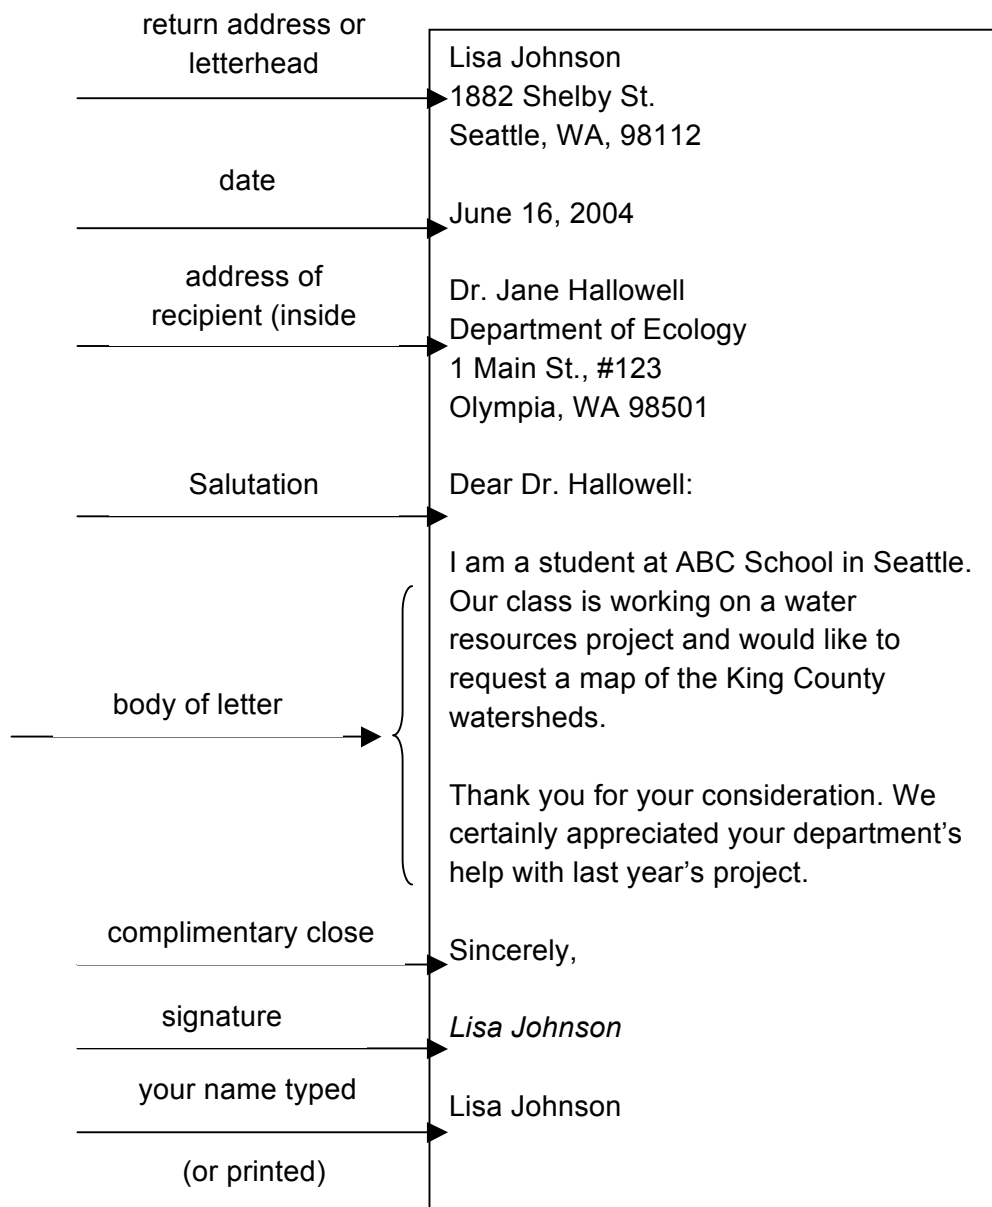 return address or
letterhead
Lisa Johnson
1882 Shelby St.
Seattle, WA, 98112
date
June 16, 2004
address of
recipient (inside
Dr. Jane Hallowell
Department of Ecology
1 Main St., #123
Olympia, WA 98501
Salutation
Dear Dr. Hallowell:
body of letter
I am a student at ABC School in Seattle.
Our class is working on a water
resources project and would like to
request a map of the King County
watersheds.
Thank you for your consideration. We
certainly appreciated your department’s
help with last year’s project.
complimentary close
Sincerely,
signature
Lisa Johnson
your name typed
(or printed)
Lisa Johnson